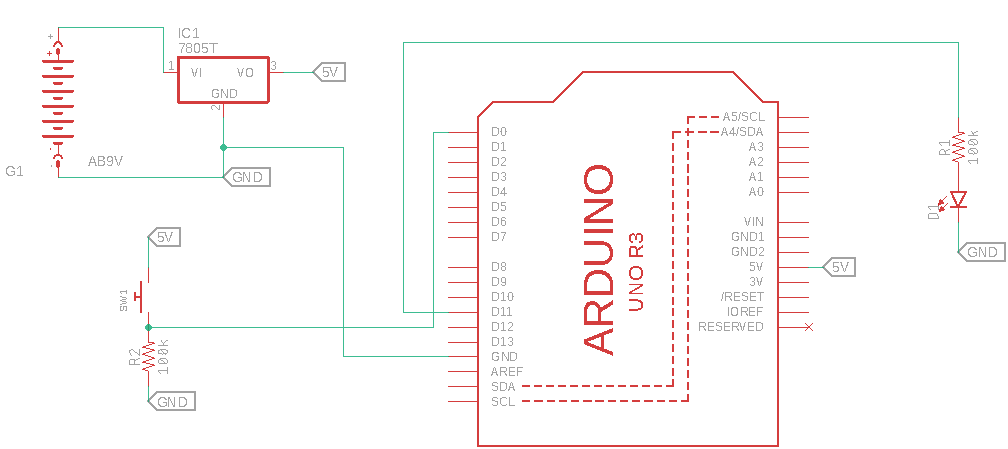 IC1
7805T
1
VI
VO
3
5V
GND
2
+
+
-
-
AB9V
G1
GND
5V
SW1
R2
100k
GND
D0
D1
D2
D3
D4
D5
D6
D7
D8
D9
D10
D11
D12
D13
GND
AREF
SDA
SCL
ARDUINO
UNO R3
A5/SCL
A4/SDA
A3
A2
A1
A0
VIN
GND1
GND2
5V
3V
/RESET
IOREF
RESERVED
5V
R1
100k
D1
GND